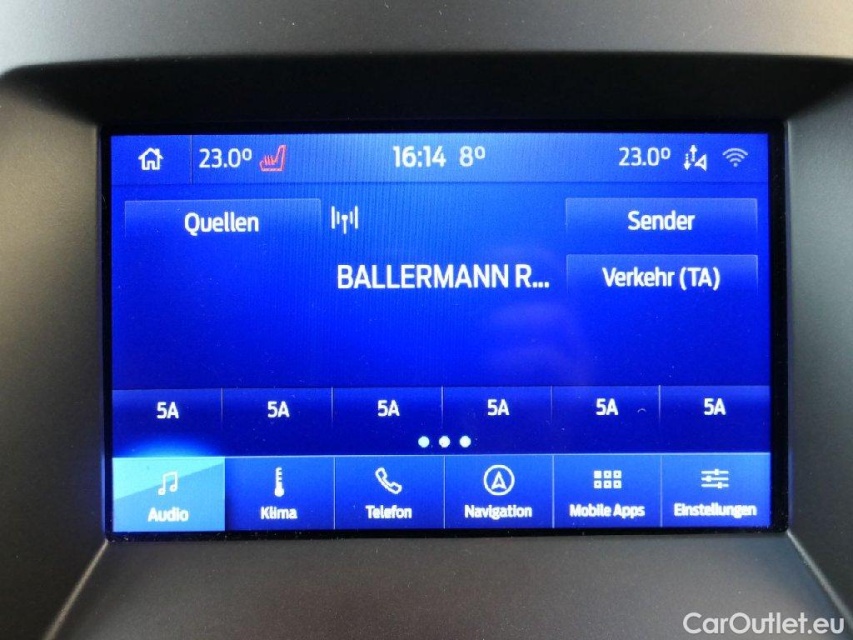 23.0° 16:14 8° 23.0°
Quellen Sender
BALLERMANN R... Verkehr (TA)
5A 5A 5A 5A 5A 5A
Audio Klima Telefon Navigation Mobile Apps Einstellungen
CarOutlet.eu